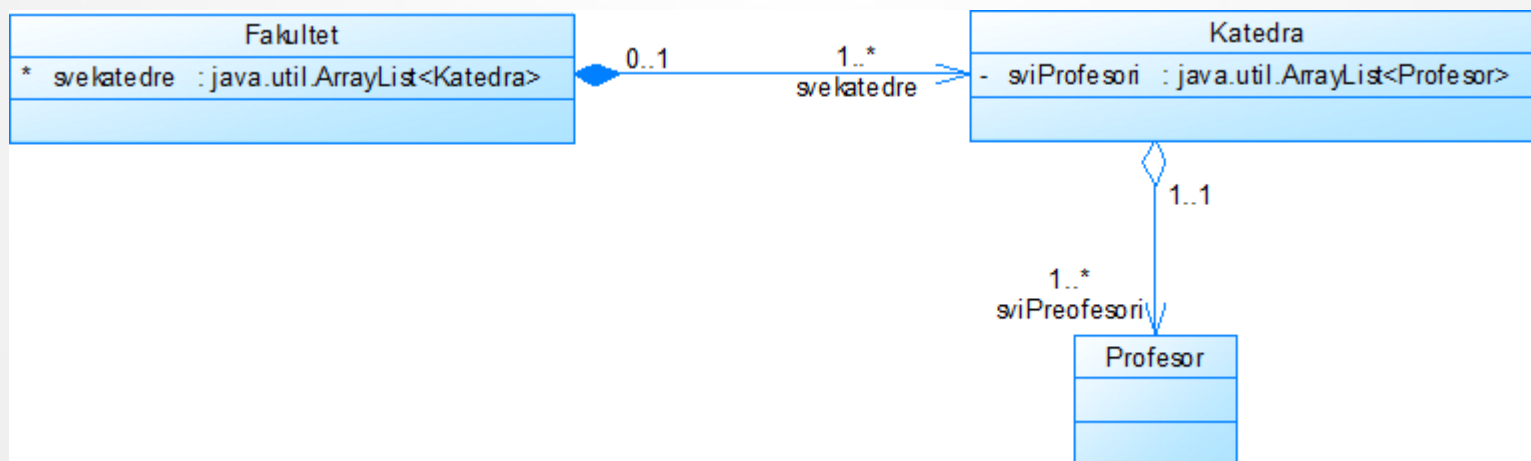 Fakultet
* svekatedre : java.util.ArrayList<Katedra>
0..1
1..*
svekatedre
Katedra
- sviProfesori : java.util.ArrayList<Profesor>
1..1
1..*
sviPreofesori
Profesor